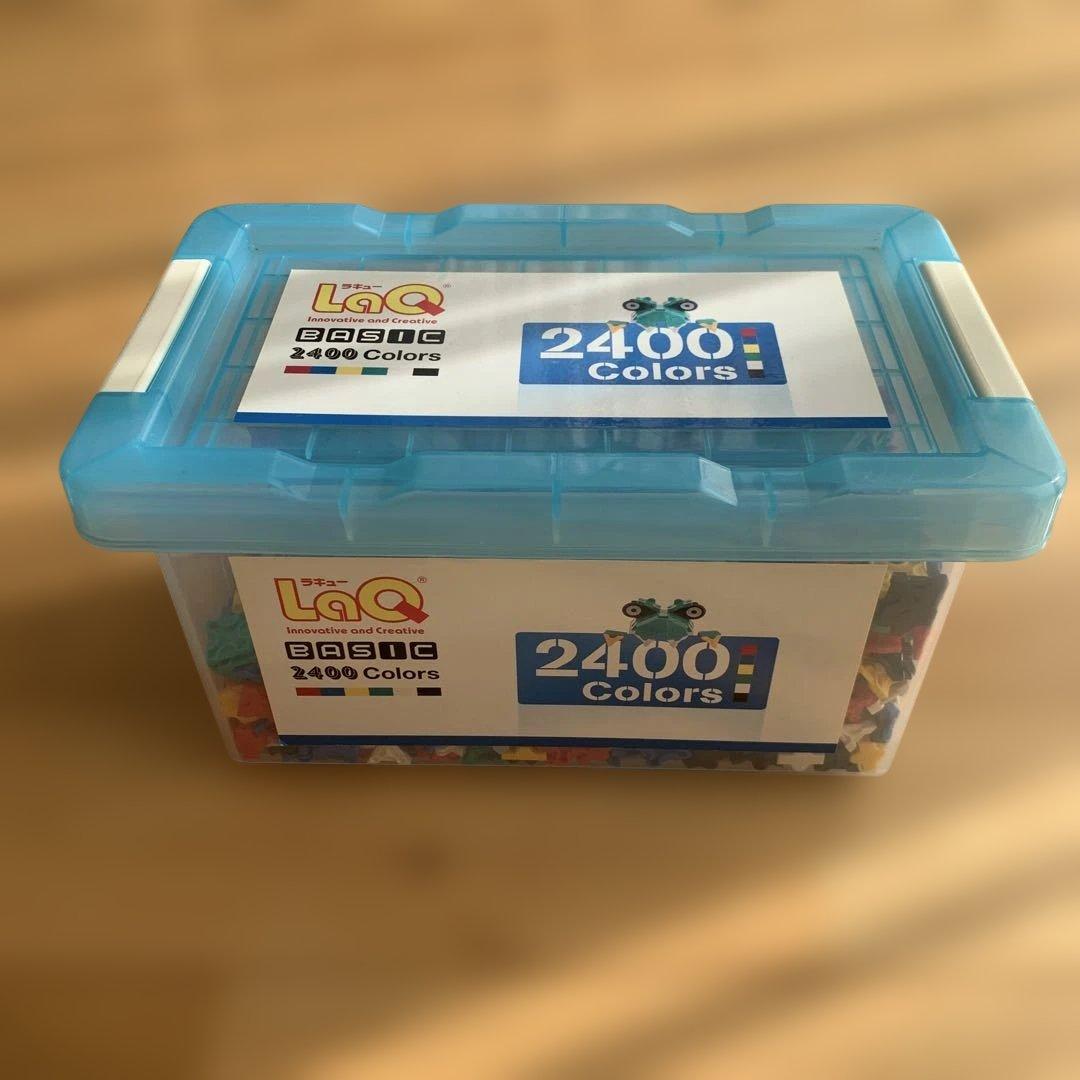 ラキュー
LaQ®
Innovative and Creative
BASIC
2400 Colors
2400
Colors
ラキュー
LaQ®
Innovative and Creative
BASIC
2400 Colors
2400
Colors